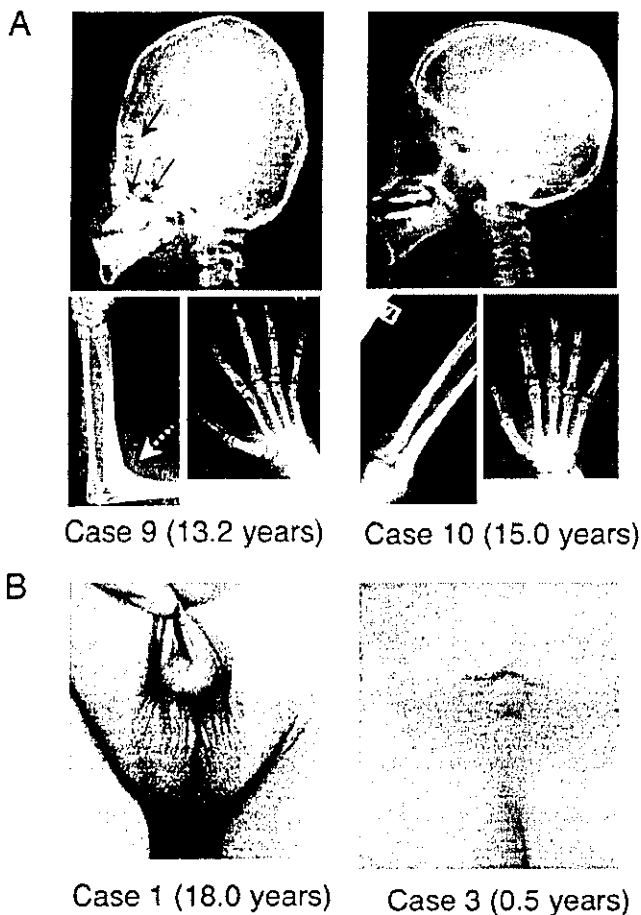 A
Case 9 (13.2 years)
Case 10 (15.0 years)
B
Case 1 (18.0 years)
Case 3 (0.5 years)